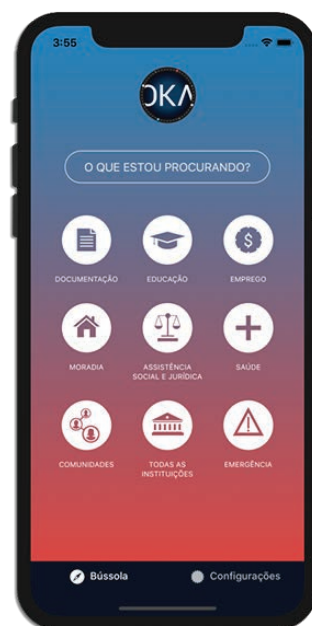 3:55
OKA
O QUE ESTOU PROCURANDO?
DOCUMENTAÇÃO EDUCAÇÃO EMPREGO
$
MORADIA ASSISTÊNCIA SAÚDE
SOCIAL E JURÍDICA
COMUNIDADES TODAS AS EMERGÊNCIA
INSTITUIÇÕES
Bússola Configurações